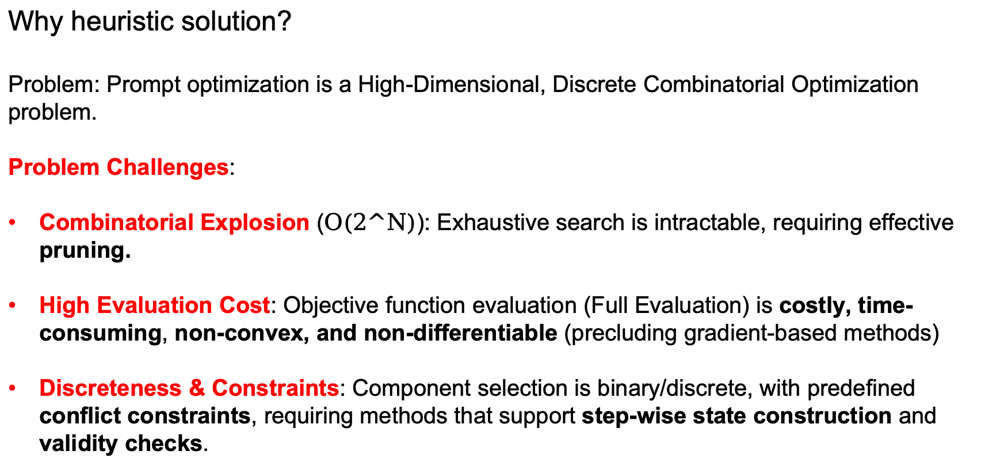 Why heuristic solution?
Problem: Prompt optimization is a High-Dimensional, Discrete Combinatorial Optimization
problem.
Problem Challenges:
• Combinatorial Explosion (O(2^N)): Exhaustive search is intractable, requiring effective
pruning.
• High Evaluation Cost: Objective function evaluation (Full Evaluation) is costly, time-
consuming, non-convex, and non-differentiable (precluding gradient-based methods)
• Discreteness & Constraints: Component selection is binary/discrete, with predefined
conflict constraints, requiring methods that support step-wise state construction and
validity checks.